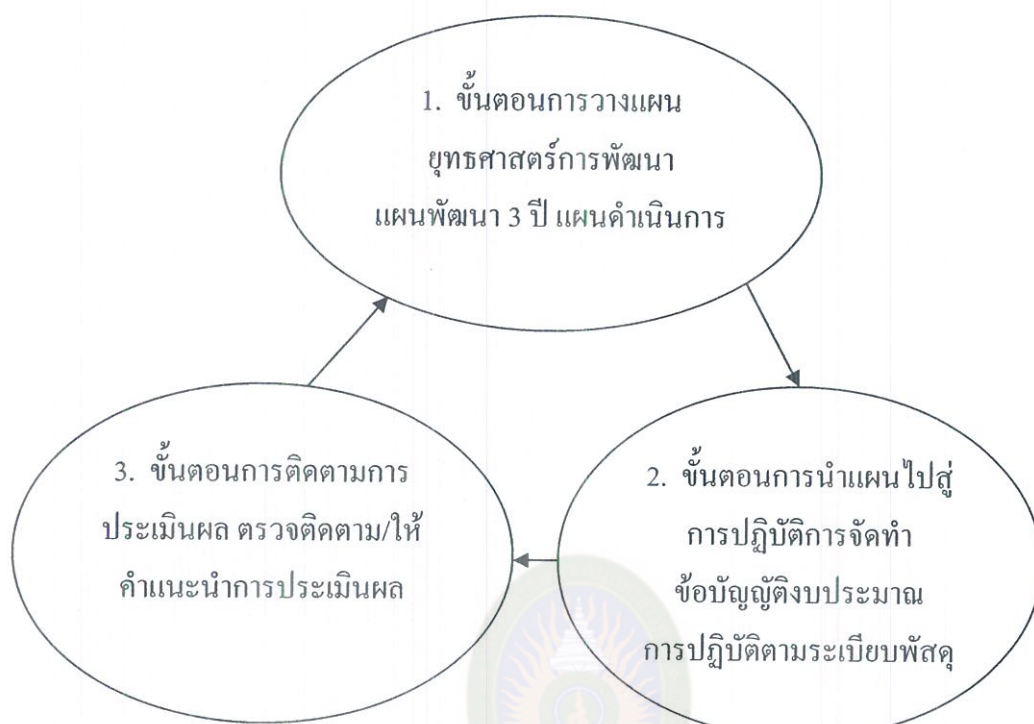 1. ขั้นตอนการวางแผน
ยุทธศาสตร์การพัฒนา
แผนพัฒนา 3 ปี แผนดำเนินการ
2. ขั้นตอนการนำแผนไปสู่
การปฏิบัติการจัดทำ
ข้อบัญญัติงบประมาณ
การปฏิบัติตามระเบียบพัสดุ
3. ขั้นตอนการติดตามการ
ประเมินผล ตรวจติดตาม/ให้
คำแนะนำการประเมินผล